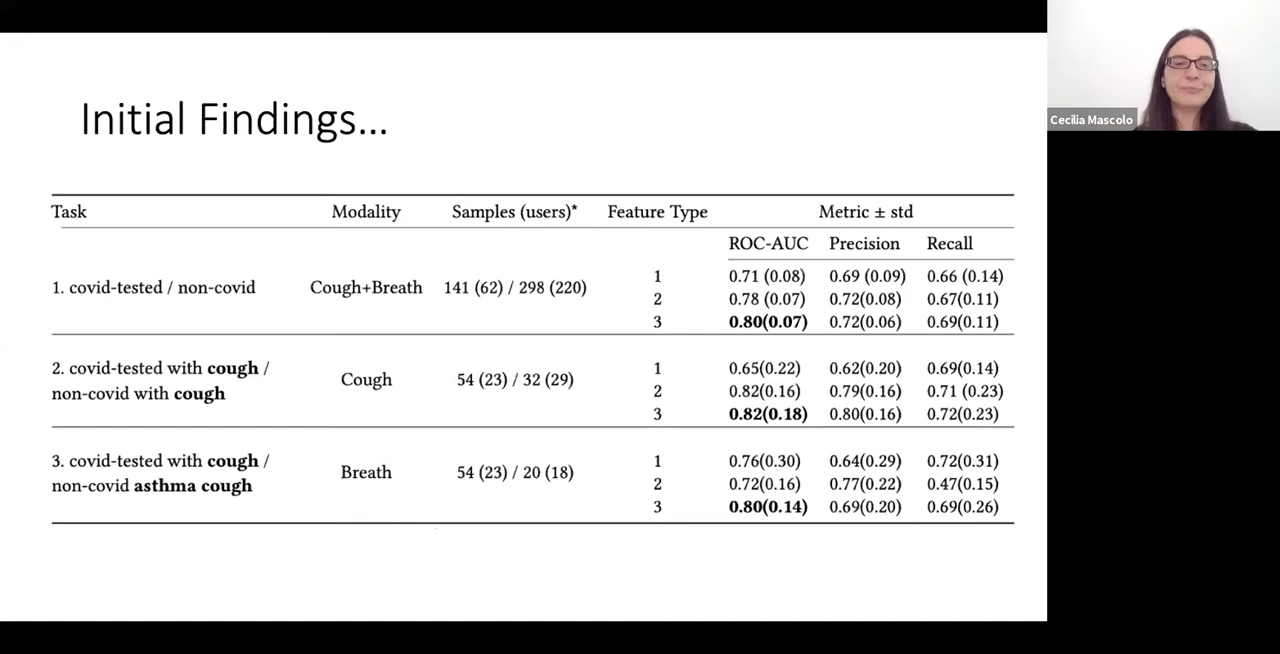 Initial Findings...
Cecilia Mascolo
Task Modality Samples (users)* Feature Type Metric ± std
ROC-AUC Precision Recall
1. covid-tested / non-covid Cough+Breath 141 (62) / 298 (220)
1 0.71 (0.08) 0.69 (0.09) 0.66 (0.14)
2 0.78 (0.07) 0.72(0.08) 0.67(0.11)
3 0.80(0.07) 0.72(0.06) 0.69(0.11)
2. covid-tested with cough /
non-covid with cough
Cough 54 (23) / 32 (29)
1 0.65(0.22) 0.62(0.20) 0.69(0.14)
2 0.82(0.16) 0.79(0.16) 0.71 (0.23)
3 0.82(0.18) 0.80(0.16) 0.72(0.23)
3. covid-tested with cough /
non-covid asthma cough
Breath 54 (23) / 20 (18)
1 0.76(0.30) 0.64(0.29) 0.72(0.31)
2 0.72(0.16) 0.77(0.22) 0.47(0.15)
3 0.80(0.14) 0.69(0.20) 0.69(0.26)